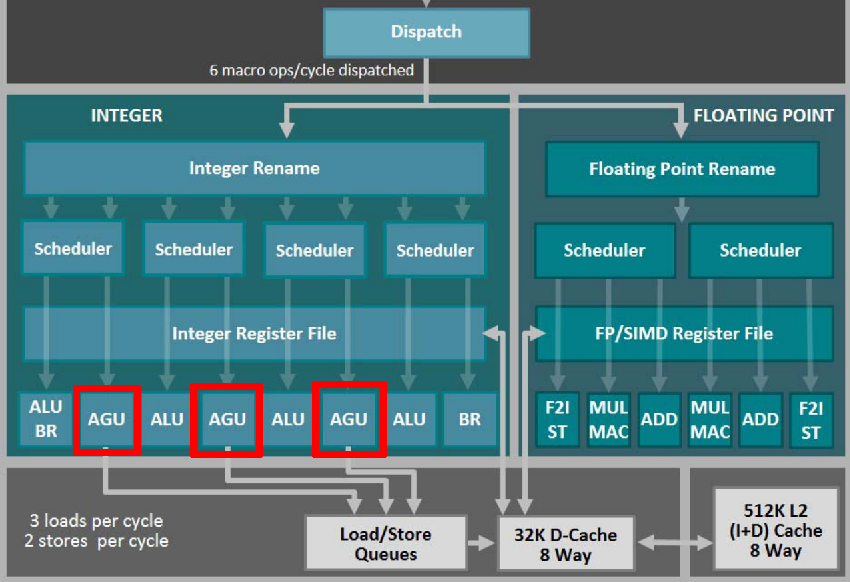 Dispatch
6 macro ops/cycle dispatched
INTEGER
FLOATING POINT
Integer Rename
Floating Point Rename
Scheduler
Scheduler
Scheduler
Scheduler
Scheduler
Scheduler
Integer Register File
FP/SIMD Register File
ALU
BR
AGU
ALU
AGU
ALU
AGU
ALU
BR
F2I
ST
MUL
MAC
ADD
MUL
MAC
ADD
F2I
ST
3 loads per cycle
2 stores per cycle
Load/Store
Queues
32K D-Cache
8 Way
512K L2
(I+D) Cache
8 Way